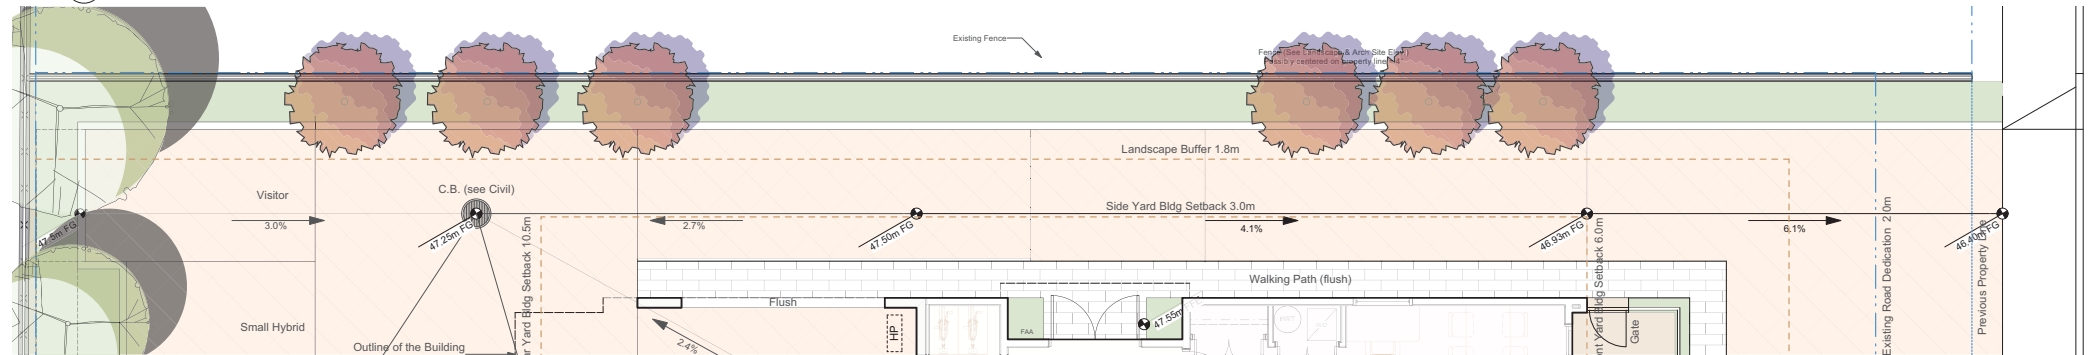 Existing Fence
Fence (See Landscape & Arch Site
centered on property line
Landscape Buffer 1.8m
Visitor
C.B. (see Civil)
3.0%
47.25m FG
2.7%
47.50m FG
Side Yard Bldg Setback 3.0m
4.1%
46.93m FG
6.1%
46.40m FG
47.5m FG
Yard Bldg Setback 10.5m
Yard Bldg Setback 6.0m
Existing Road Dedication 2.0m
Previous Property Line
Walking Path (flush)
Flush
HP
FAA
47.55m
Gate
Small Hybrid
Outline of the Building
2.4%